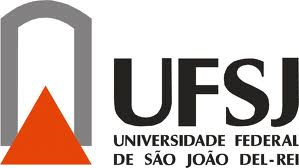 UFSJ
UNIVERSIDADE FEDERAL
DE SÃO JOÃO DEL-REI